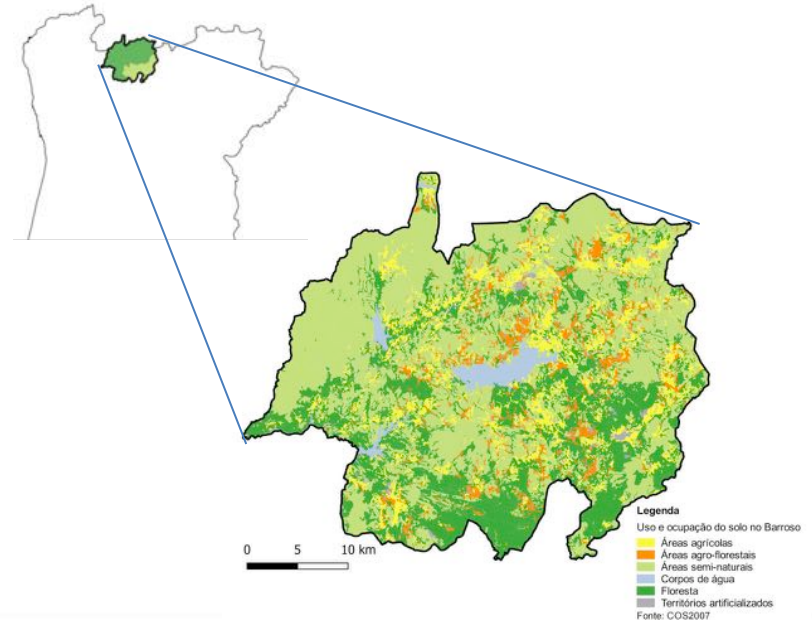 0 5 10 km
Legenda
Uso e ocupação do solo no Barroso
Áreas agrícolas
Áreas agro-florestais
Áreas semi-naturais
Corpos de água
Floresta
Territórios artificializados
Fonte: COS2007